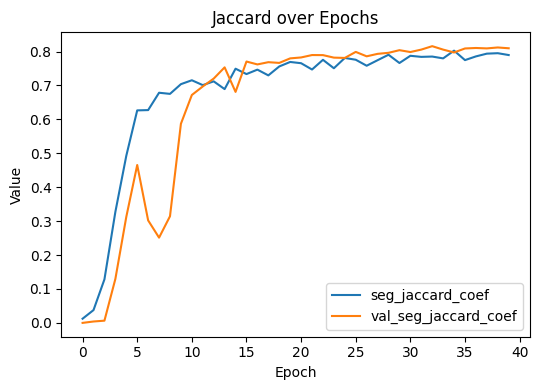 Jaccard over Epochs
Value
0.8
0.7
0.6
0.5
0.4
0.3
0.2
0.1
0.0
0 5 10 15 20 25 30 35 40
Epoch
seg_jaccard_coef
val_seg_jaccard_coef